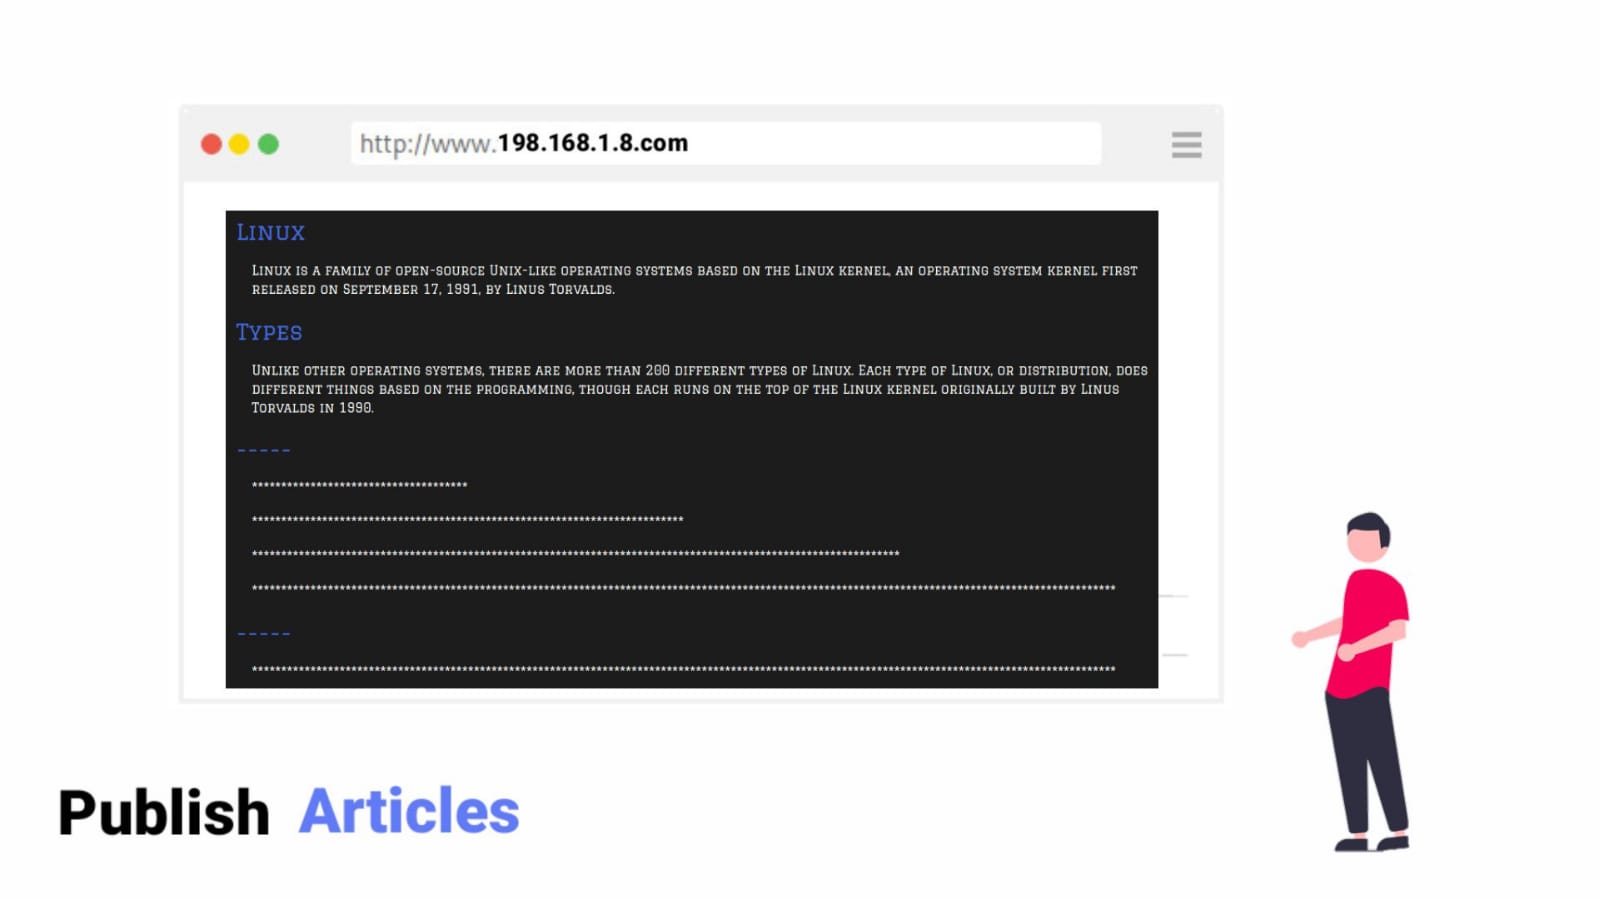 http://www.198.168.1.8.com
Linux
Linux is a family of open-source Unix-like operating systems based on the Linux kernel, an operating system kernel first
released on September 17, 1991, by Linus Torvalds.
Types
Unlike other operating systems, there are more than 200 different types of Linux. Each type of Linux, or distribution, does
different things based on the programming, though each runs on the top of the Linux kernel originally built by Linus
Torvalds in 1990.
-----
*************************************
**************************************************************************
***************************************************************************************************************
****************************************************************************************************************************************************
-----
****************************************************************************************************************************************************
Publish Articles